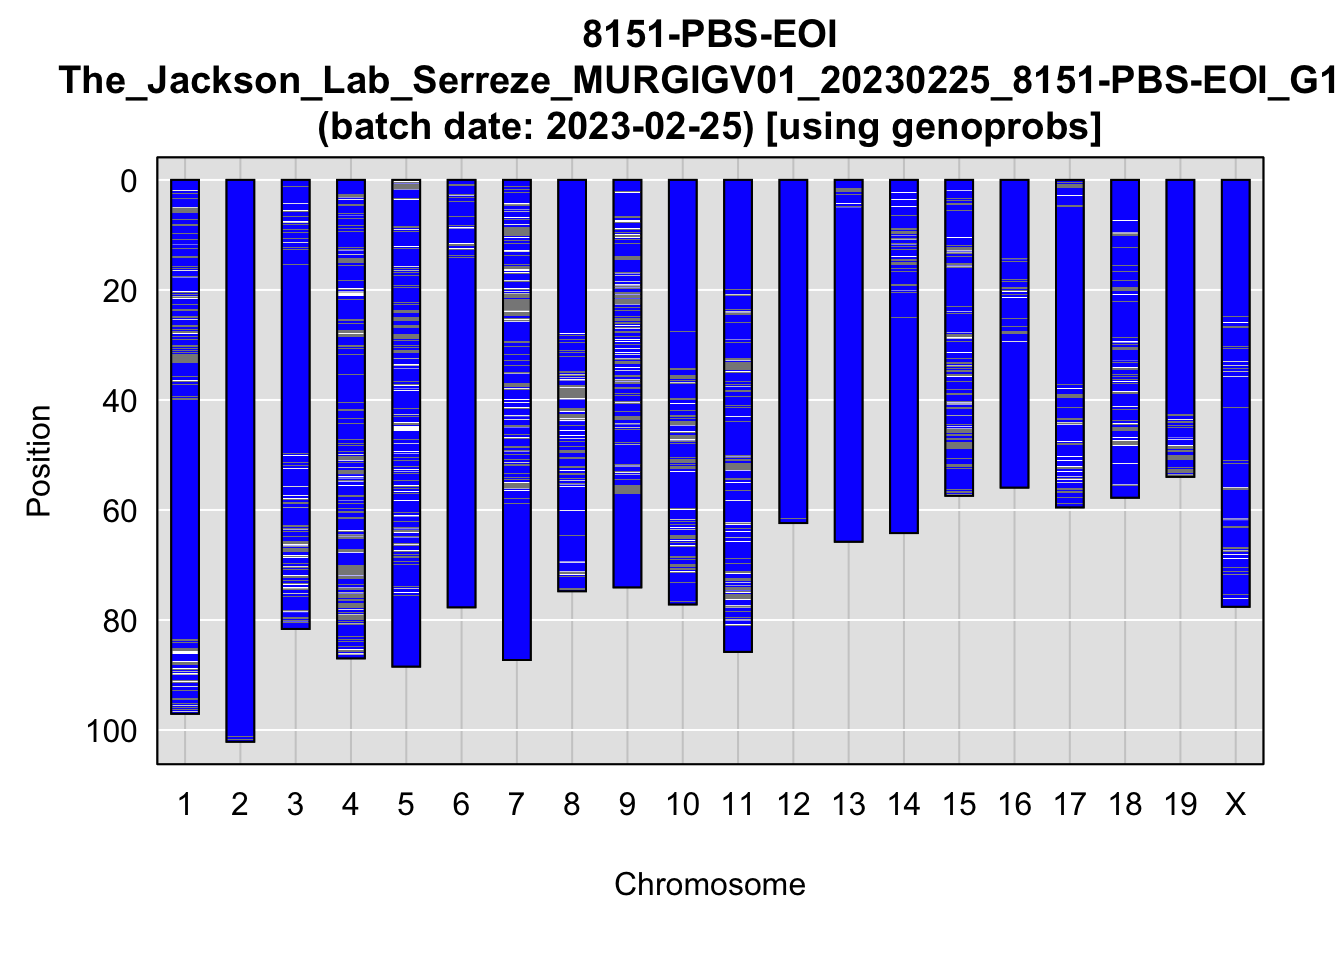 8151-PBS-EOI
The_Jackson_Lab_Serreze_MURGIGV01_20230225_8151-PBS-EOI_G1
(batch date: 2023-02-25) [using genoprobs]
Position
0
20
40
60
80
100
1 2 3 4 5 6 7 8 9 10 11 12 13 14 15 16 17 18 19 X
Chromosome